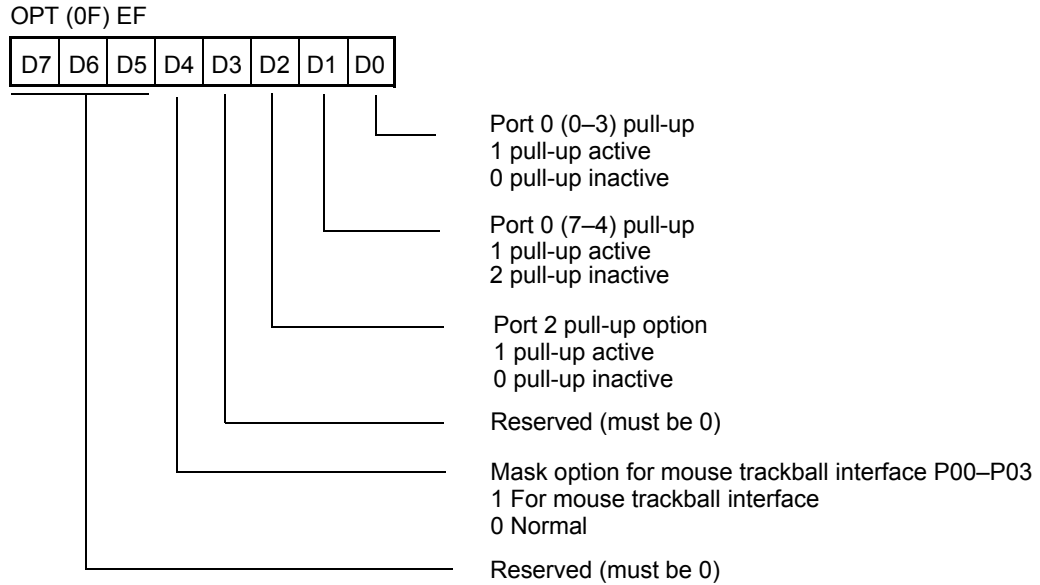 OPT (0F) EF
D7 D6 D5 D4 D3 D2 D1 D0
Port 0 (0–3) pull-up
1 pull-up active
0 pull-up inactive
Port 0 (7–4) pull-up
1 pull-up active
2 pull-up inactive
Port 2 pull-up option
1 pull-up active
0 pull-up inactive
Reserved (must be 0)
Mask option for mouse trackball interface P00–P03
1 For mouse trackball interface
0 Normal
Reserved (must be 0)